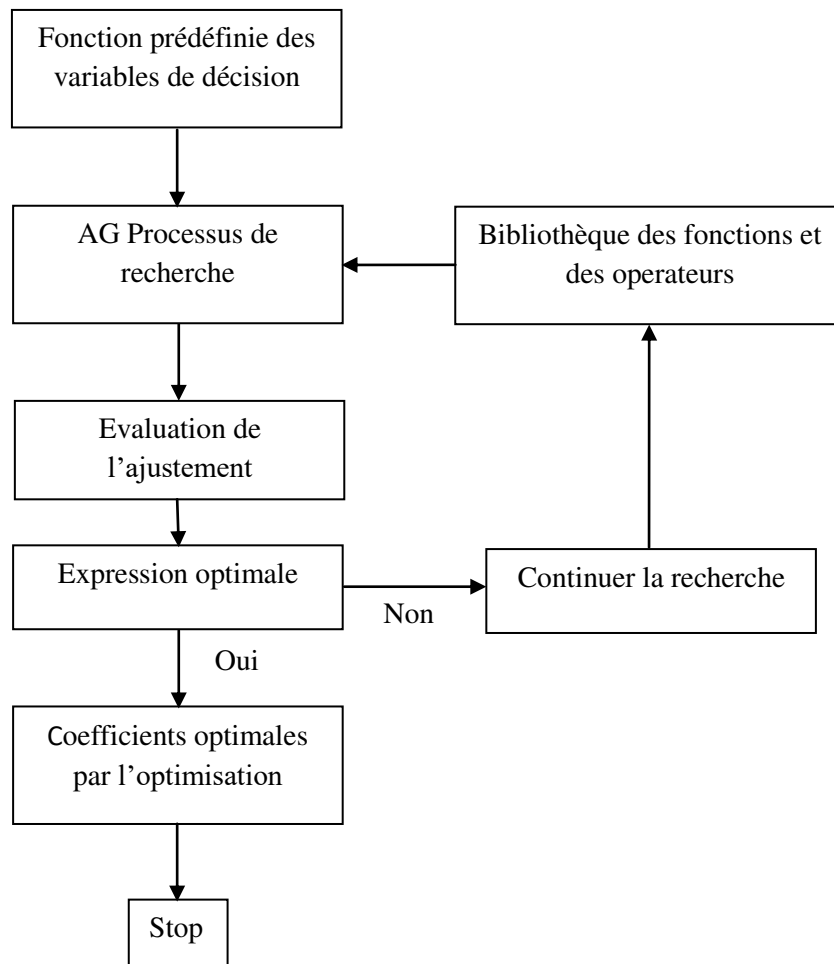 Fonction prédéfinie des
variables de décision
AG Processus de
recherche
Bibliothèque des fonctions et
des operateurs
Evaluation de
l’ajustement
Expression optimale
Non
Continuer la recherche
Oui
Coefficients optimales
par l’optimisation
Stop